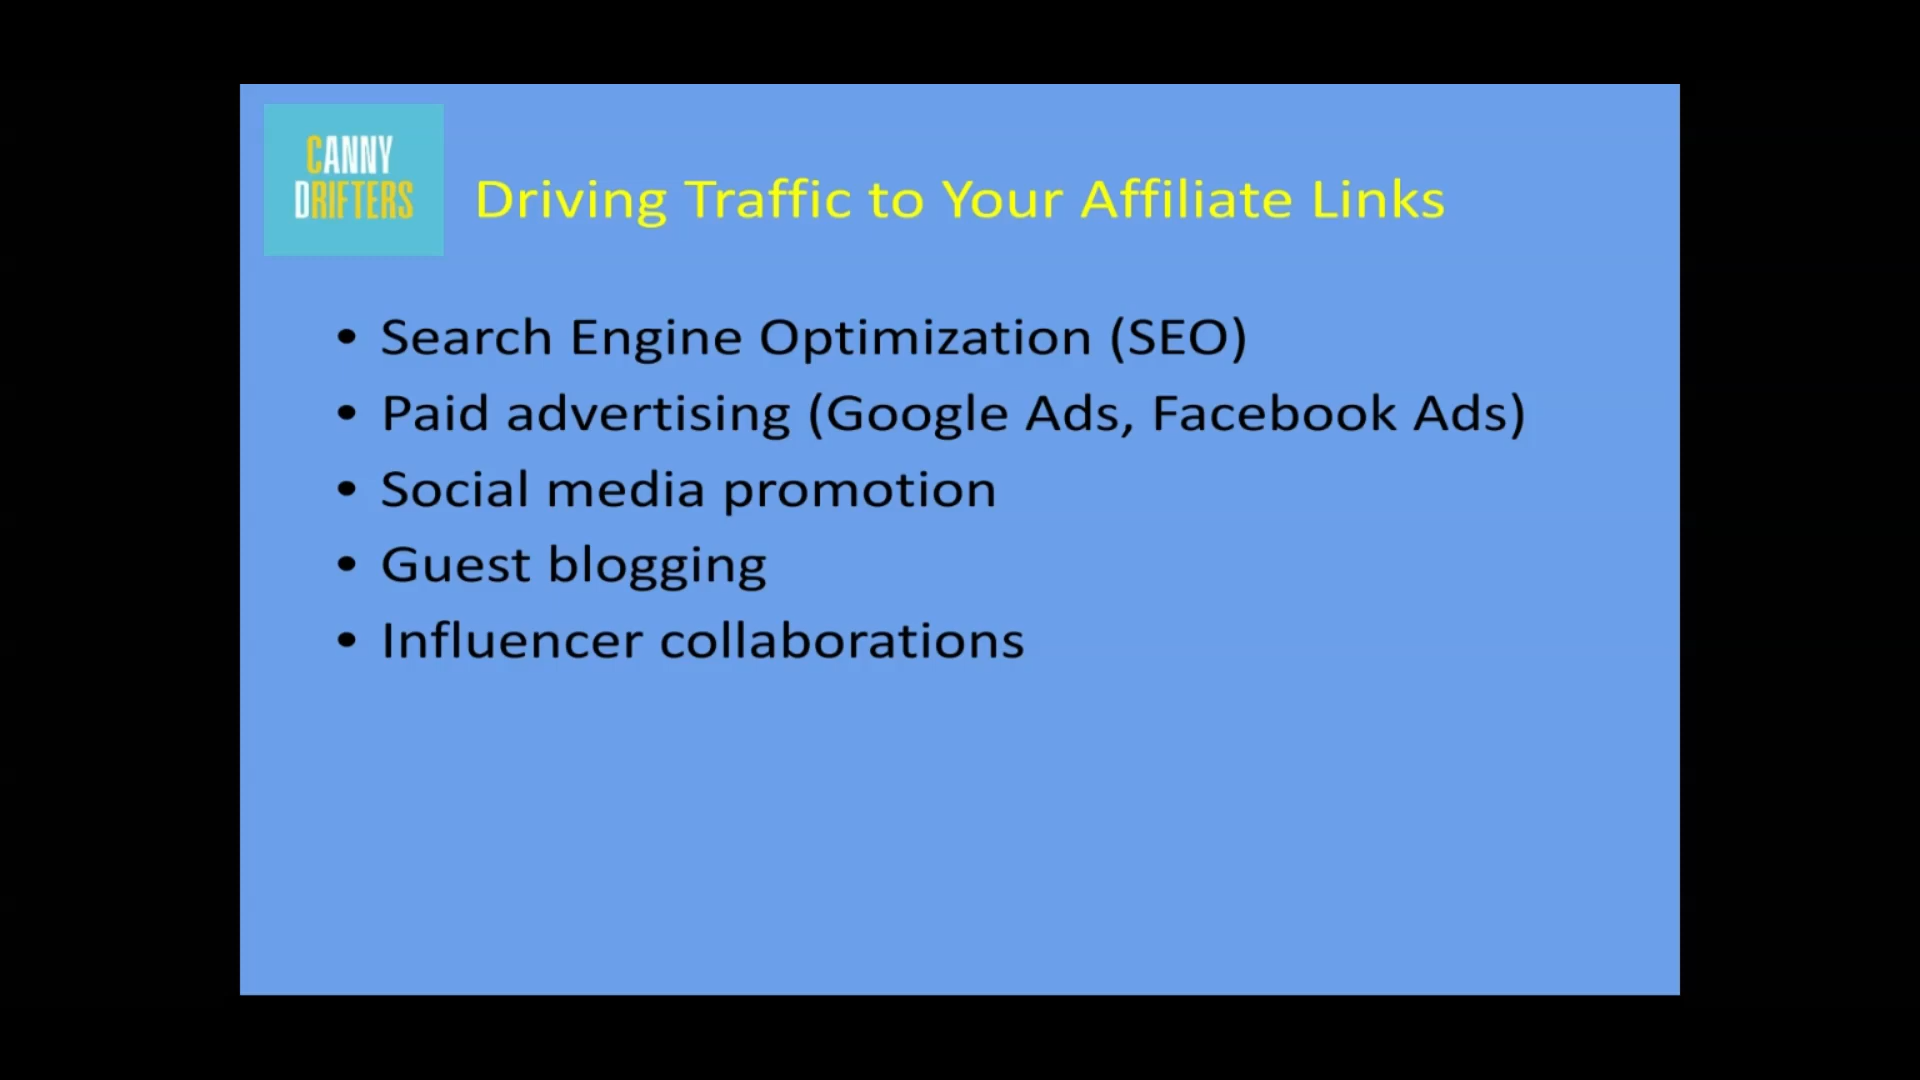 CANNY
DRIFTERS
Driving Traffic to Your Affiliate Links
• Search Engine Optimization (SEO)
• Paid advertising (Google Ads, Facebook Ads)
• Social media promotion
• Guest blogging
• Influencer collaborations